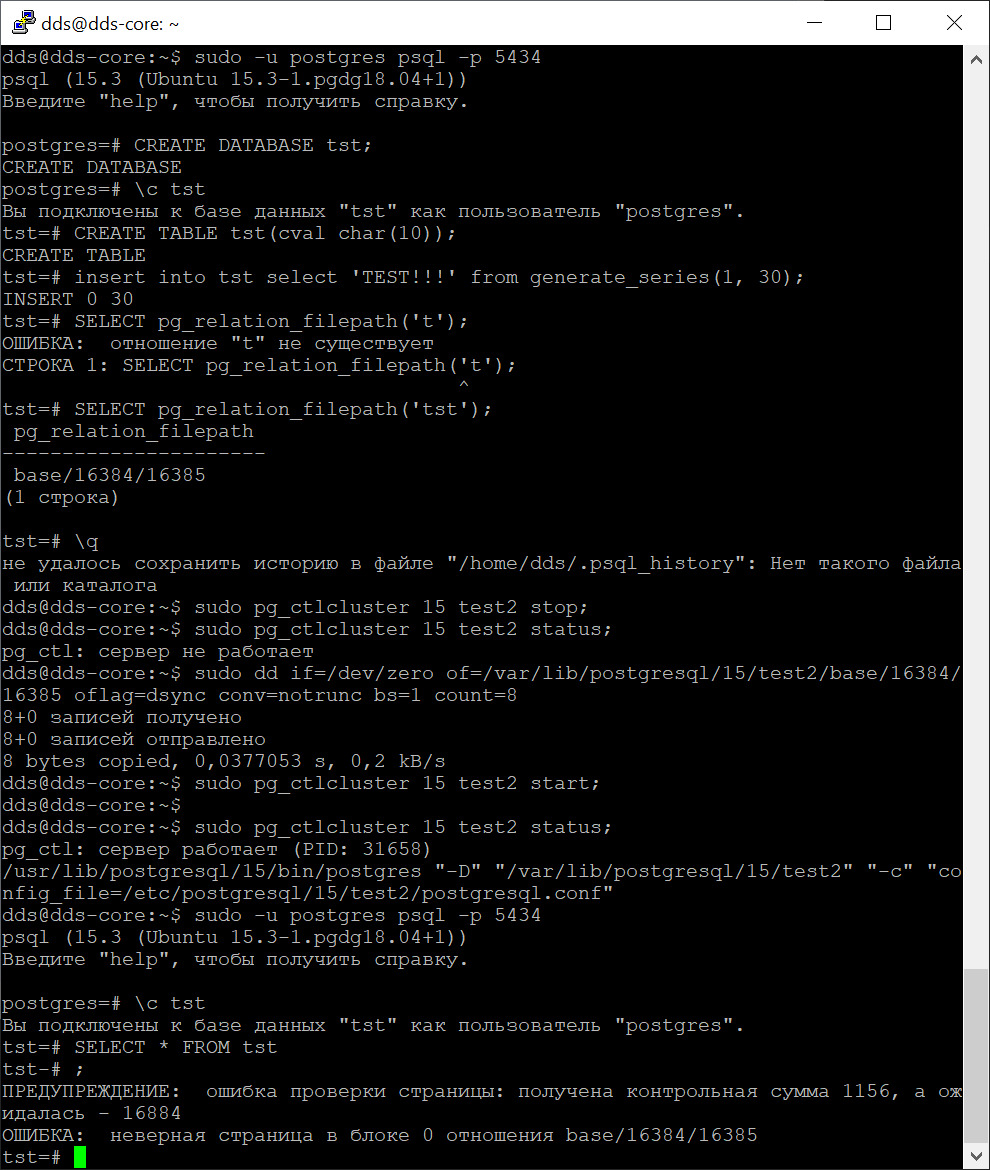 dds@dds-core: ~
dds@dds-core:~$ sudo -u postgres psql -p 5434
psql (15.3 (Ubuntu 15.3-1.pgdg18.04+1))
Введите "help", чтобы получить справку.
postgres=# CREATE DATABASE tst;
CREATE DATABASE
postgres=# \c tst
Вы подключены к базе данных "tst" как пользователь "postgres".
tst=# CREATE TABLE tst(cval char(10));
CREATE TABLE
tst=# insert into tst select 'TEST!!!' from generate_series(1, 30);
INSERT 0 30
tst=# SELECT pg_relation_filepath('t');
ОШИБКА:  отношение "t" не существует
СТРОКА 1: SELECT pg_relation_filepath('t');
^
tst=# SELECT pg_relation_filepath('tst');
pg_relation_filepath
----------------------
base/16384/16385
(1 строка)
tst=# \q
не удалось сохранить историю в файле "/home/dds/.psql_history": Нет такого файла
или каталога
dds@dds-core:~$ sudo pg_ctlcluster 15 test2 stop;
dds@dds-core:~$ sudo pg_ctlcluster 15 test2 status;
pg_ctl: сервер не работает
dds@dds-core:~$ sudo dd if=/dev/zero of=/var/lib/postgresql/15/test2/base/16384/
16385 oflag=dsync conv=notrunc bs=1 count=8
8+0 записей получено
8+0 записей отправлено
8 bytes copied, 0,0377053 s, 0,2 kB/s
dds@dds-core:~$ sudo pg_ctlcluster 15 test2 start;
dds@dds-core:~$
dds@dds-core:~$ sudo pg_ctlcluster 15 test2 status;
pg_ctl: сервер работает (PID: 31658)
/usr/lib/postgresql/15/bin/postgres "-D" "/var/lib/postgresql/15/test2" "-c" "co
nfig_file=/etc/postgresql/15/test2/postgresql.conf"
dds@dds-core:~$ sudo -u postgres psql -p 5434
psql (15.3 (Ubuntu 15.3-1.pgdg18.04+1))
Введите "help", чтобы получить справку.
postgres=# \c tst
Вы подключены к базе данных "tst" как пользователь "postgres".
tst=# SELECT * FROM tst
tst-# ;
ПРЕДУПРЕЖДЕНИЕ:  ошибка проверки страницы: получена контрольная сумма 1156, а ож
идалась - 16884
ОШИБКА:  неверная страница в блоке 0 отношения base/16384/16385
tst=#